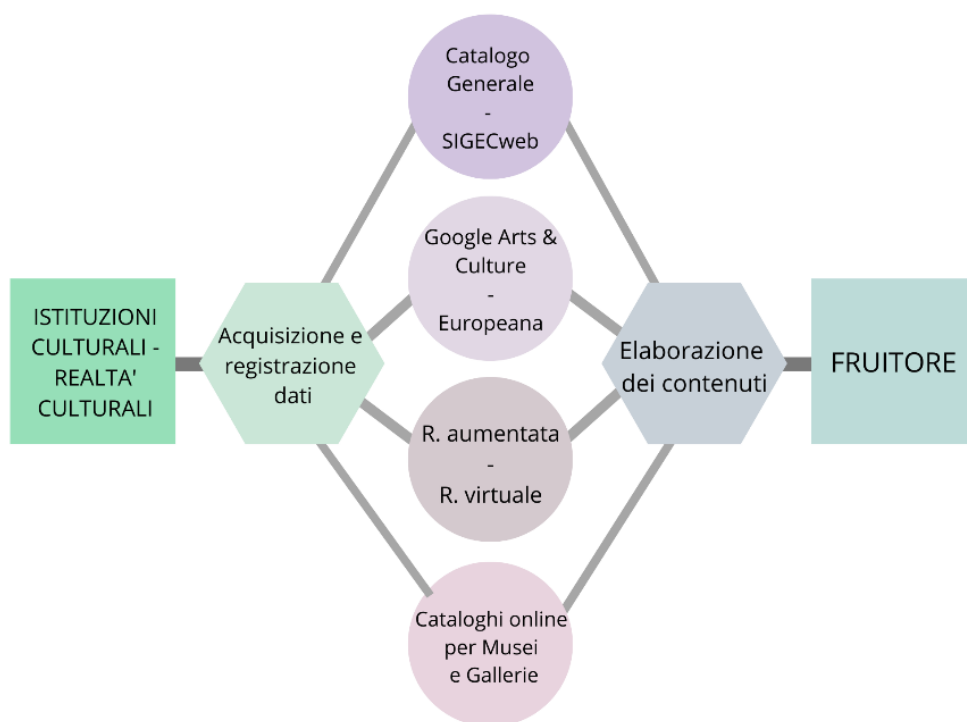 ISTITUZIONI
CULTURALI -
REALTA'
CULTURALI
Acquisizione e
registrazione
dati
Catalogo
Generale
-
SIGECweb
Google Arts &
Culture
-
Europeana
R. aumentata
-
R. virtuale
Cataloghi online
per Musei
e Gallerie
Elaborazione
dei contenuti
FRUITORE